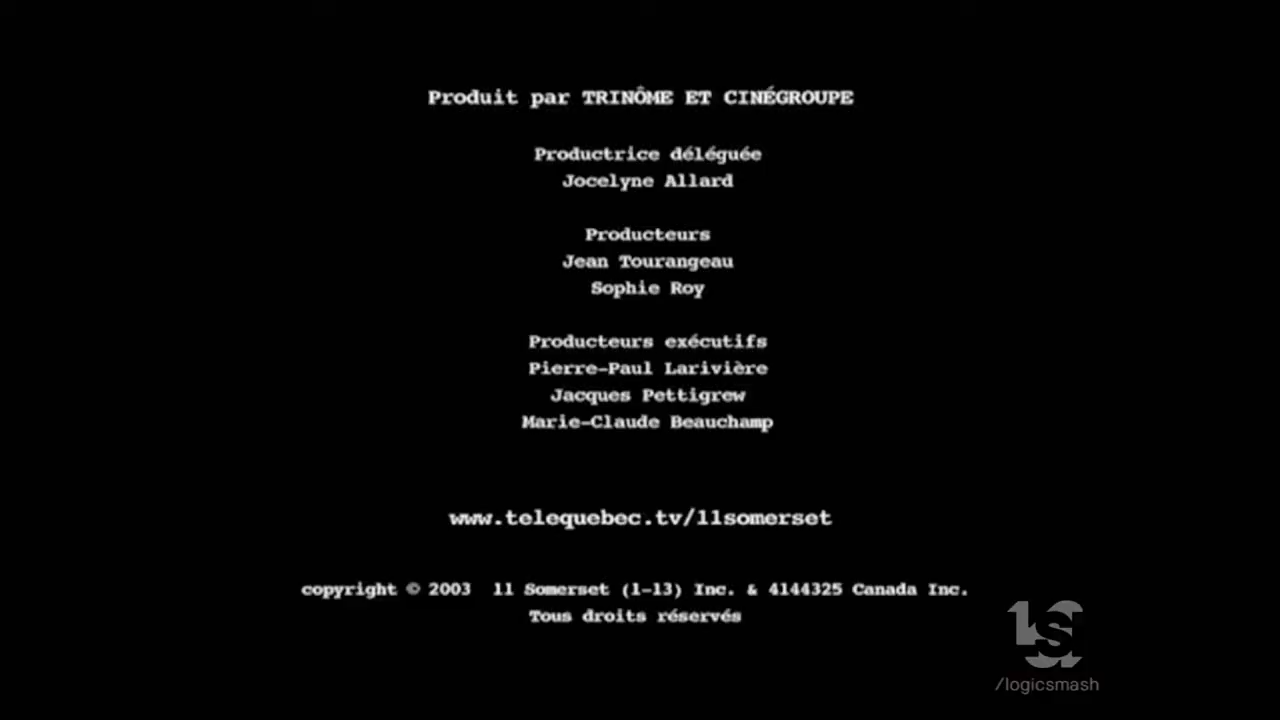 Produit par TRINÔME ET CINÉGROUPE
Productrice déléguée
Jocelyne Allard
Producteurs
Jean Tourangeau
Sophie Roy
Producteurs exécutifs
Pierre-Paul Larivière
Jacques Pettigrew
Marie-Claude Beauchamp
www.telequebec.tv/11somerset
copyright © 2003 11 Somerset (1-13) Inc. & 4144325 Canada Inc.
Tous droits réservés
1S
/logicsmash